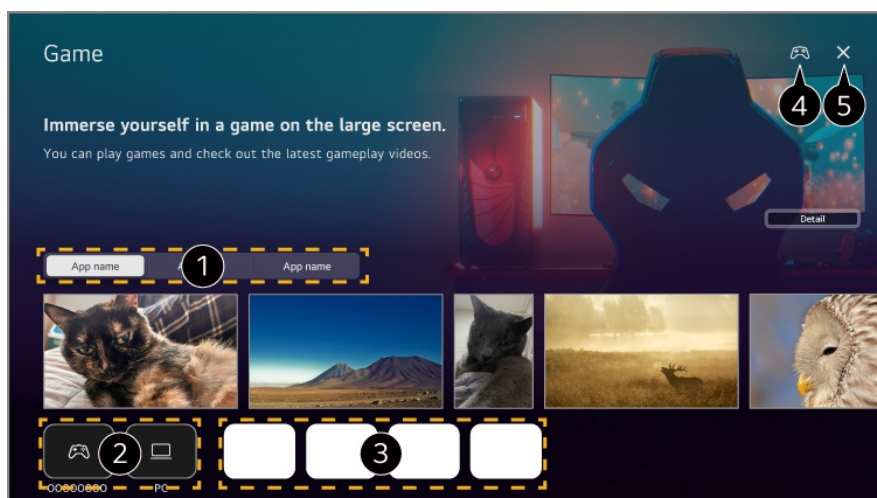 Game
4 5
Immerse yourself in a game on the large screen.
You can play games and check out the latest gameplay videos.
Detail
App name 1 App name
2 3
PC